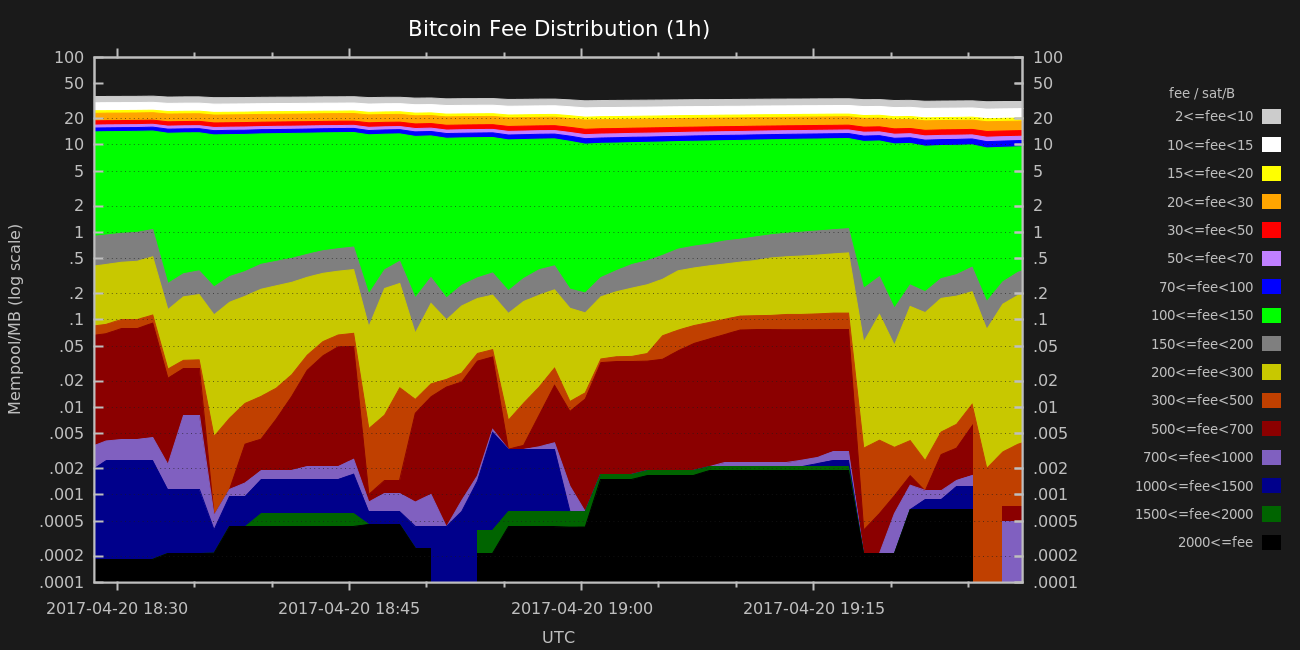 Bitcoin Fee Distribution (1h)
Mempool/MB (log scale)
100
50
20
10
5
2
1
.5
.2
.1
.05
.02
.01
.005
.002
.001
.0005
.0002
.0001
2017-04-20 18:30
2017-04-20 18:45
2017-04-20 19:00
2017-04-20 19:15
UTC
100
50
20
10
5
2
1
.5
.2
.1
.05
.02
.01
.005
.002
.001
.0005
.0002
.0001
fee / sat/B
2<=fee<10
10<=fee<15
15<=fee<20
20<=fee<30
30<=fee<50
50<=fee<70
70<=fee<100
100<=fee<150
150<=fee<200
200<=fee<300
300<=fee<500
500<=fee<700
700<=fee<1000
1000<=fee<1500
1500<=fee<2000
2000<=fee